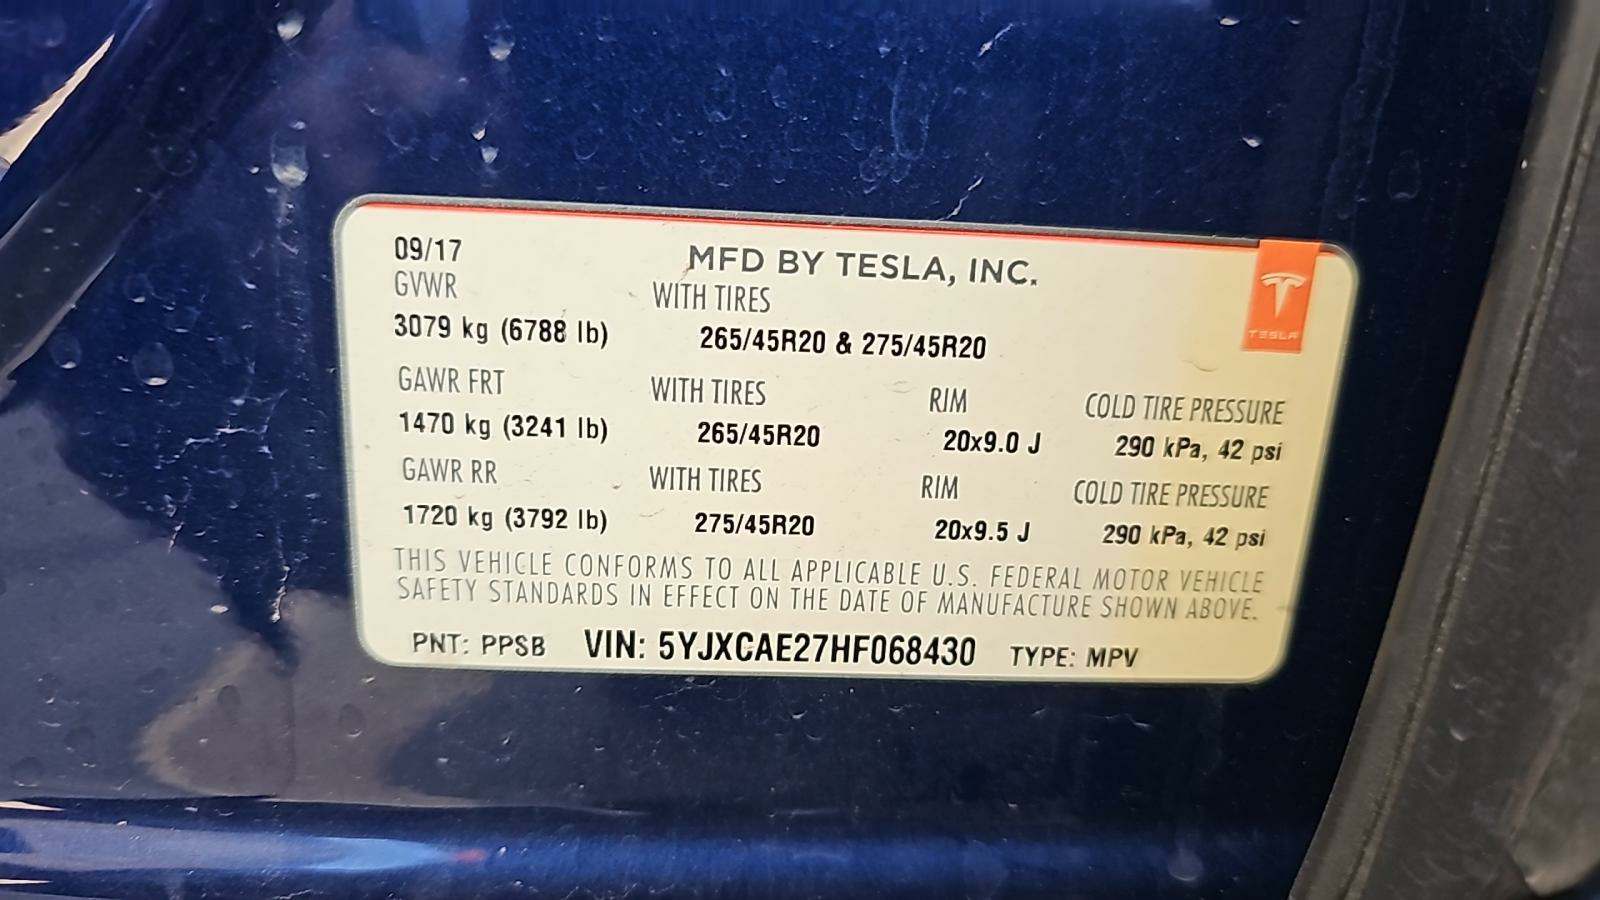 09/17 MFD BY TESLA, INC.
GVWR WITH TIRES
3079 kg (6788 lb) 265/45R20 & 275/45R20
TESLA
GAWR FRT WITH TIRES RIM COLD TIRE PRESSURE
1470 kg (3241 lb) 265/45R20 20x9.0 J 290 kPa, 42 psi
GAWR RR WITH TIRES RIM COLD TIRE PRESSURE
1720 kg (3792 lb) 275/45R20 20x9.5 J 290 kPa, 42 psi
THIS VEHICLE CONFORMS TO ALL APPLICABLE U.S. FEDERAL MOTOR VEHICLE
SAFETY STANDARDS IN EFFECT ON THE DATE OF MANUFACTURE SHOWN ABOVE.
PNT: PPSB VIN: 5YJXCAE27HF068430 TYPE: MPV